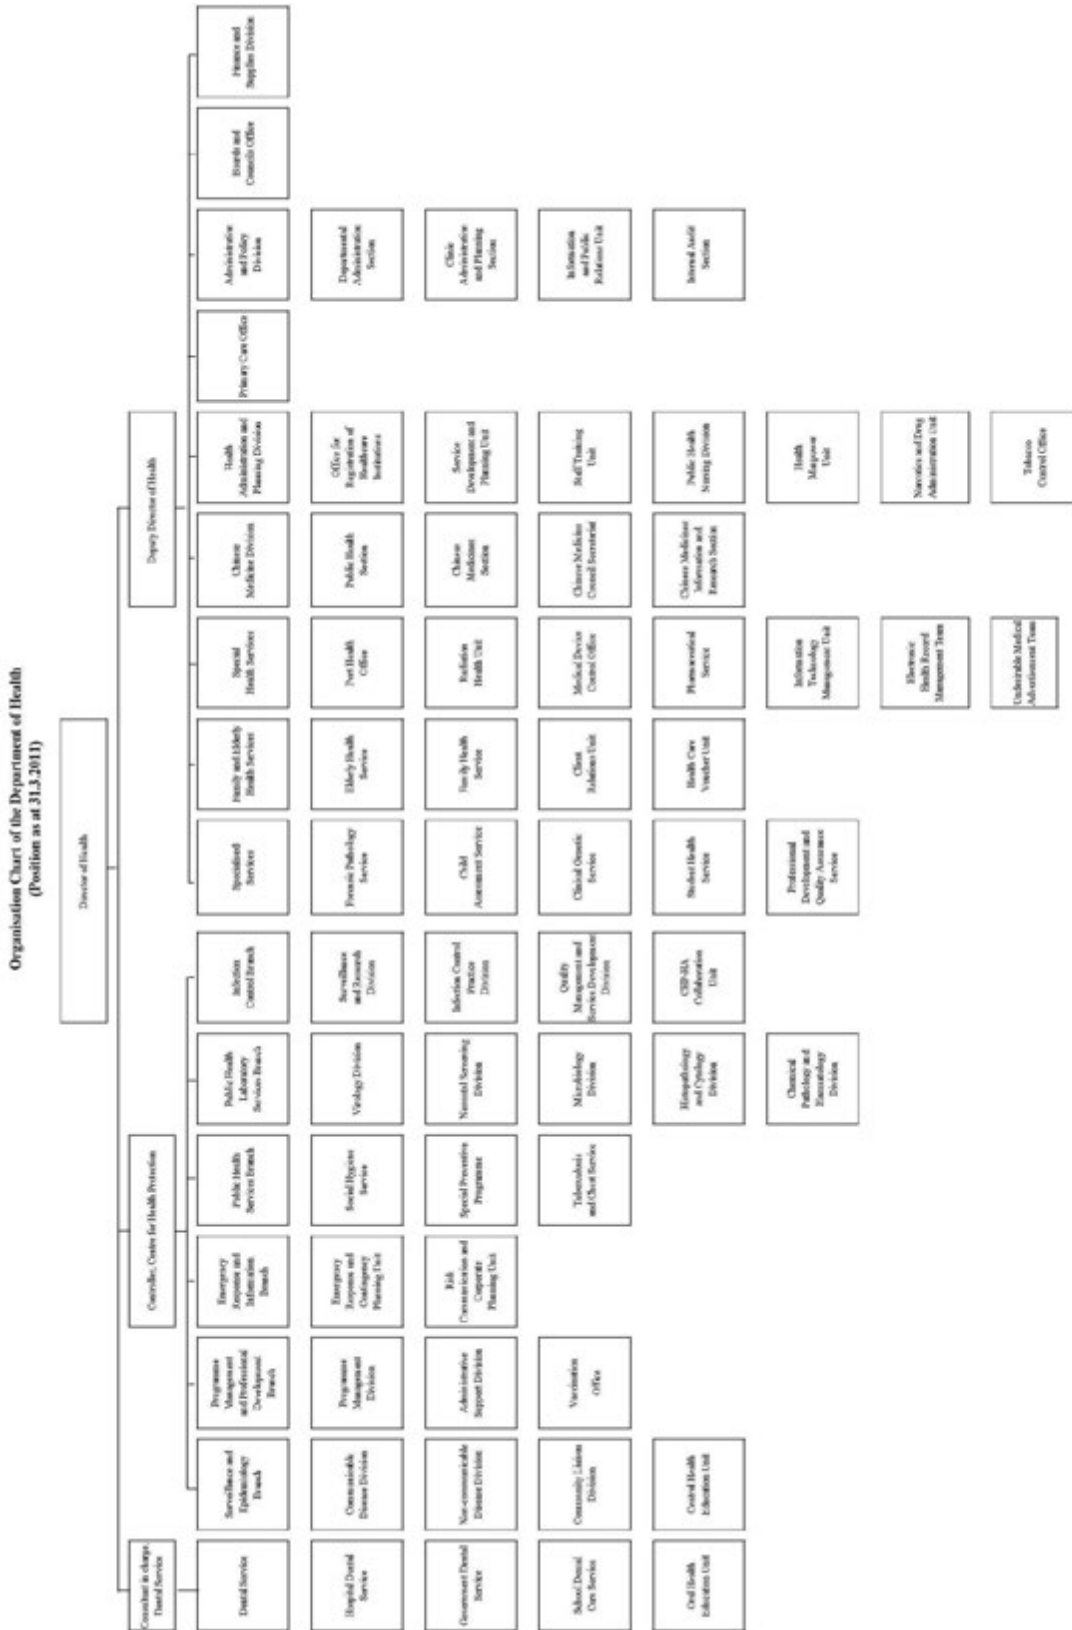 Organisation Chart of the Department of Health
(Position as at 31.3.2011)
Director of Health
Consultant in charge,
Dental Service
Controller, Centre for Health Protection
Deputy Director of Health
Dental Service
Hospital Dental
Service
Government Dental
Service
School Dental
Care Service
Oral Health
Education Unit
Surveillance and
Epidemiology
Branch
Communicable
Disease Division
Non-communicable
Disease Division
Community Liaison
Division
Central Health
Education Unit
Programme
Management
and Professional
Development
Branch
Programme
Management
Division
Administrative
Support Division
Vaccination
Office
Emergency
Response and
Information
Branch
Emergency
Response and
Contingency
Planning Unit
Risk
Communication and
Corporate
Planning Unit
Public Health
Services Branch
Social Hygiene
Service
Special Preventive
Programme
Tuberculosis
and Chest Service
Public Health
Laboratory
Services Branch
Virology Division
Neonatal Screening
Division
Microbiology
Division
Histopathology
and Cytology
Division
Chemical
Pathology and
Haematology
Division
Infection
Control Branch
Surveillance
and Research
Division
Infection Control
Practice
Division
Quality
Management and
Service Development
Division
CHP-HA
Collaboration
Unit
Specialised
Services
Forensic Pathology
Service
Child
Assessment Service
Clinical Genetic
Service
Student Health
Service
Professional
Development and
Quality Assurance
Service
Family and Elderly
Health Services
Elderly Health
Service
Family Health
Service
Client
Relations Unit
Health Care
Voucher Unit
Special
Health Services
Port Health
Office
Radiation
Health Unit
Medical Device
Control Office
Pharmaceutical
Service
Information
Technology
Management Unit
Electronic
Health Record
Management Team
Undesirable Medical
Advertisement Team
Chinese
Medicine Division
Public Health
Section
Chinese
Medicines
Section
Chinese Medicine
Council Secretariat
Chinese Medicines
Information and
Research Section
Health
Administration and
Planning Division
Office for
Registration of
Healthcare
Institutions
Service
Development and
Planning Unit
Staff Training
Unit
Public Health
Nursing Division
Health
Manpower
Unit
Narcotics and Drug
Administration Unit
Tobacco
Control Office
Primary Care Office
Administration
and Policy
Division
Departmental
Administration
Section
Clinic
Administration
and Planning
Section
Information
and Public
Relations Unit
Internal Audit
Section
Boards and
Councils Office
Finance and
Supplies Division